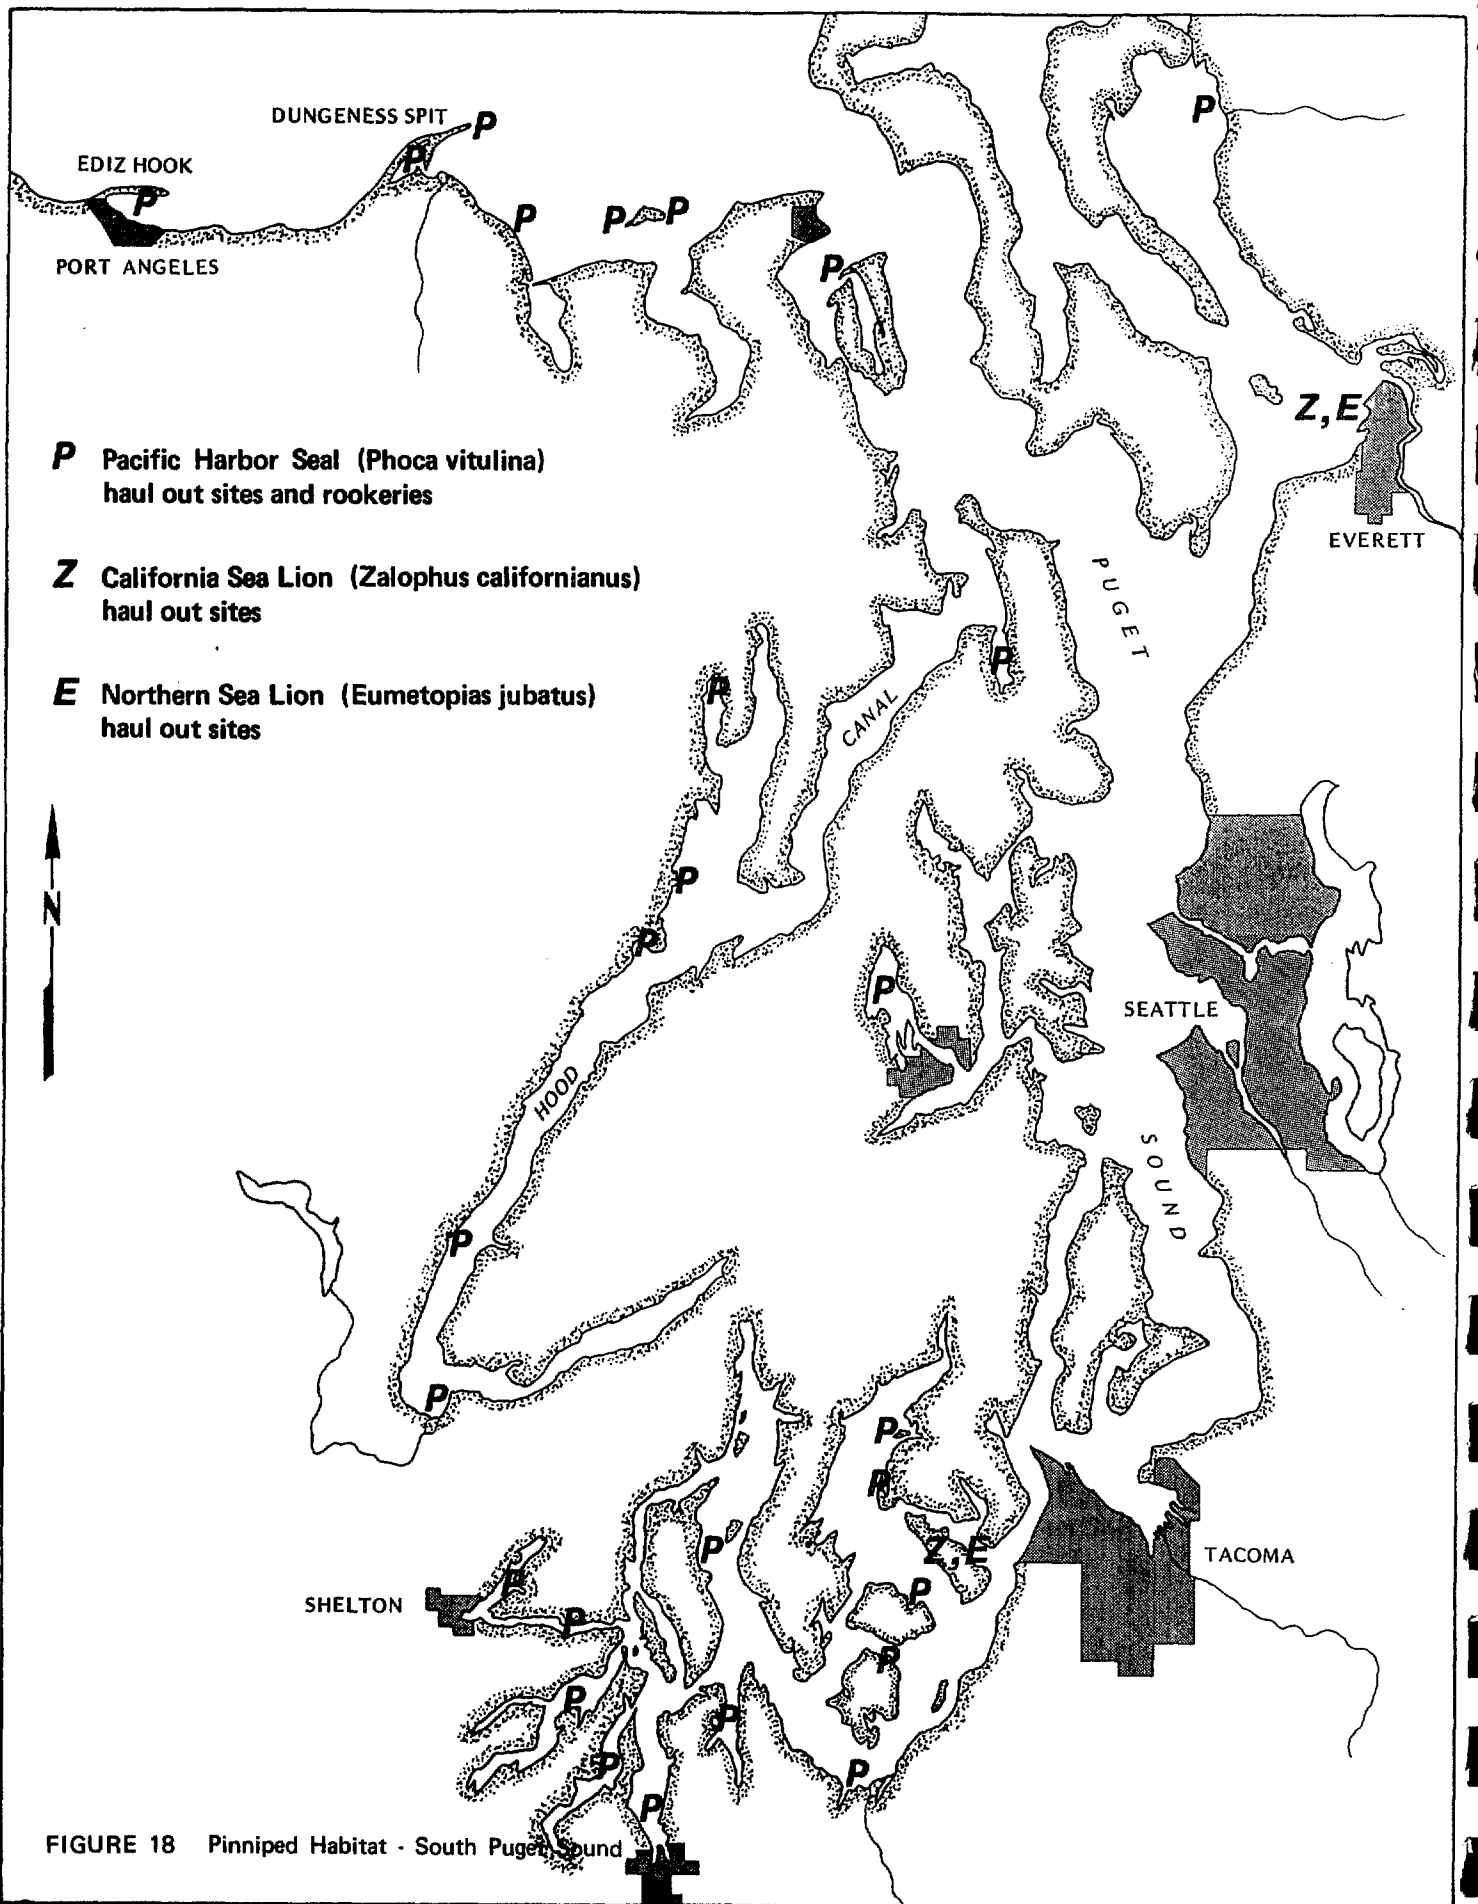 DUNGENESS SPIT P
P
EDIZ HOOK
P
PORT ANGELES
P
P P
P
P
Z, E
EVERETT
P Pacific Harbor Seal (Phoca vitulina)
haul out sites and rookeries
Z California Sea Lion (Zalophus californianus)
haul out sites
E Northern Sea Lion (Eumetopias jubatus)
haul out sites
PUGET
P
P
CANAL
P
N
P
P
SEATTLE
HOOD
SOUND
P
P
P
P
P
Z, E
TACOMA
P
P
SHELTON
P
P
P
P
P
P
P
P
FIGURE 18 Pinniped Habitat - South Puget Sound